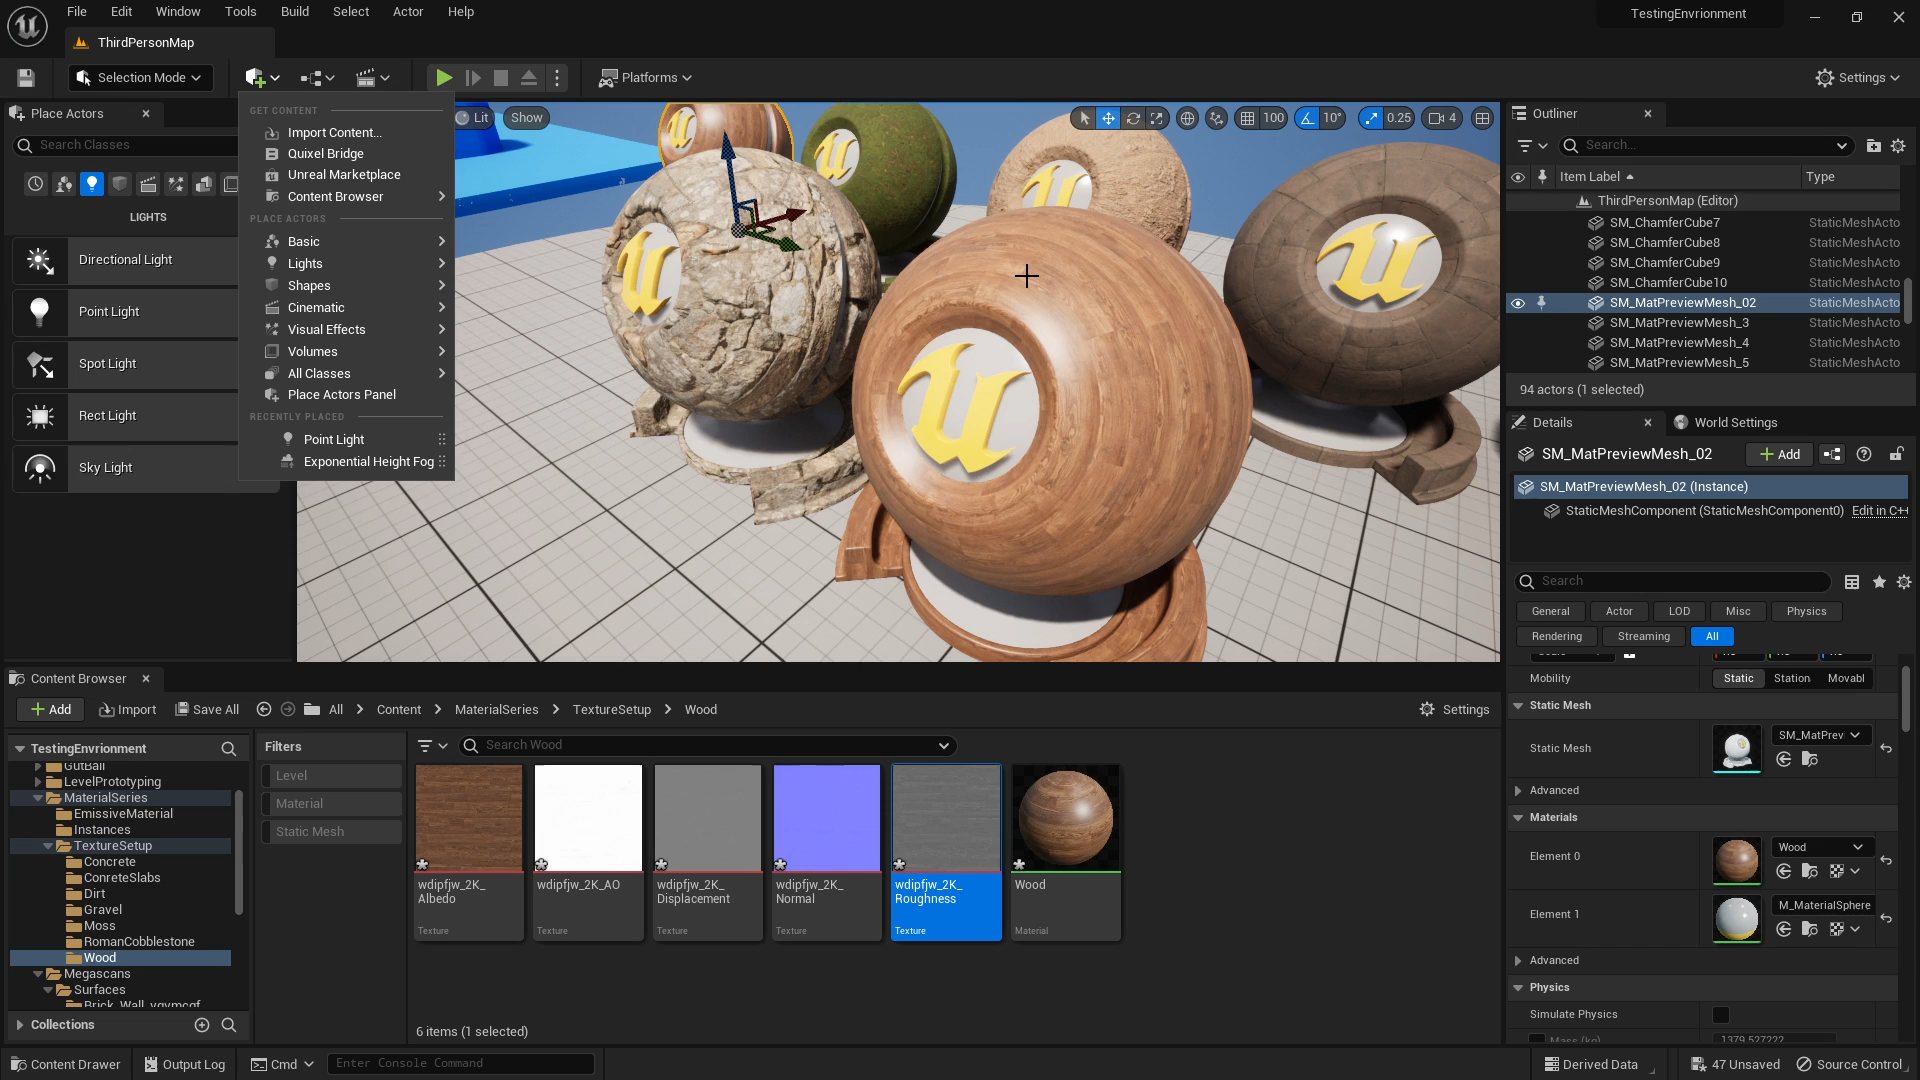 File Edit Window Tools Build Select Actor Help
TestingEnvrionment
ThirdPersonMap
Selection Mode
Platforms
Settings
Place Actors
Search Classes
LIGHTS
Directional Light
Point Light
Spot Light
Rect Light
Sky Light
GET CONTENT
Import Content...
Quixel Bridge
Unreal Marketplace
Content Browser
PLACE ACTORS
Basic
Lights
Shapes
Cinematic
Visual Effects
Volumes
All Classes
Place Actors Panel
RECENTLY PLACED
Point Light
Exponential Height Fog
Lit Show
100 10° 0.25 4
Outliner
Search...
Item Label Type
ThirdPersonMap (Editor)
SM_ChamferCube7 StaticMeshActo
SM_ChamferCube8 StaticMeshActo
SM_ChamferCube9 StaticMeshActo
SM_ChamferCube10 StaticMeshActo
SM_MatPreviewMesh_02 StaticMeshActo
SM_MatPreviewMesh_3 StaticMeshActo
SM_MatPreviewMesh_4 StaticMeshActo
SM_MatPreviewMesh_5 StaticMeshActo
94 actors (1 selected)
Details World Settings
SM_MatPreviewMesh_02 Add
SM_MatPreviewMesh_02 (Instance)
StaticMeshComponent (StaticMeshComponent0) Edit in C++
Search
General Actor LOD Misc Physics
Rendering Streaming All
Mobility Static Station Movabl
Static Mesh
Static Mesh SM_MatPrev
Advanced
Materials
Element 0 Wood
Element 1 M_MaterialSphere
Advanced
Physics
Simulate Physics
Mass (kg) 1379.527222
Content Browser
Add Import Save All All Content MaterialSeries TextureSetup Wood Settings
TestingEnvrionment
GutBall
LevelPrototyping
MaterialSeries
EmissiveMaterial
Instances
TextureSetup
Concrete
ConreteSlabs
Dirt
Gravel
Moss
RomanCobblestone
Wood
Megascans
Surfaces
Collections
Filters
Level
Material
Static Mesh
Search Wood
wdipfjw_2K_
Albedo
Texture
wdipfjw_2K_AO
Texture
wdipfjw_2K_
Displacement
Texture
wdipfjw_2K_
Normal
Texture
wdipfjw_2K_
Roughness
Texture
Wood
Material
6 items (1 selected)
Content Drawer Output Log Cmd Enter Console Command Derived Data 47 Unsaved Source Control